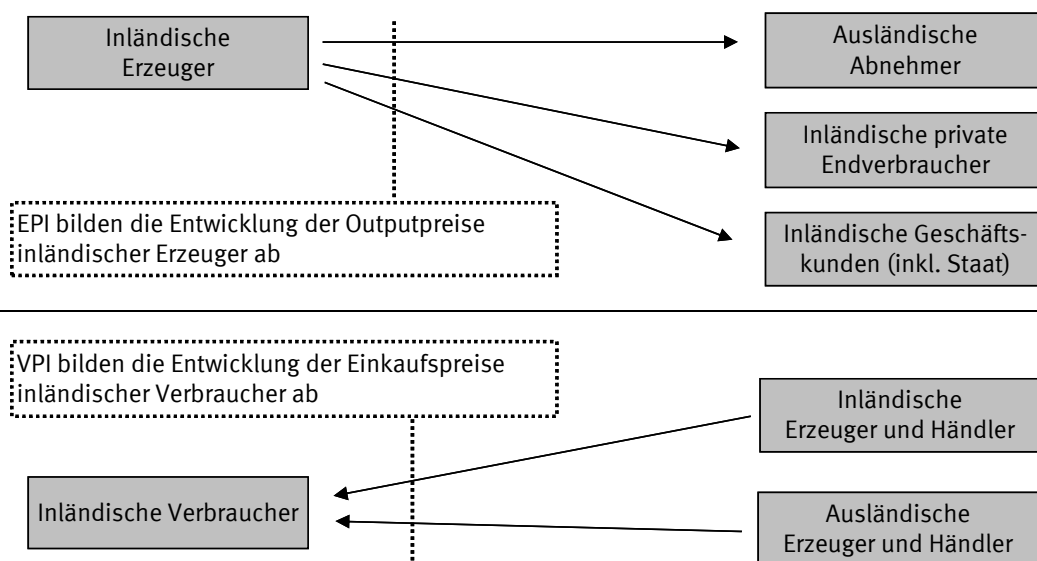 Inländische
Erzeuger
Ausländische
Abnehmer
Inländische private
Endverbraucher
EPI bilden die Entwicklung der Outputpreise
inländischer Erzeuger ab
Inländische Geschäfts-
kunden (inkl. Staat)
VPI bilden die Entwicklung der Einkaufspreise
inländischer Verbraucher ab
Inländische
Erzeuger und Händler
Inländische Verbraucher
Ausländische
Erzeuger und Händler